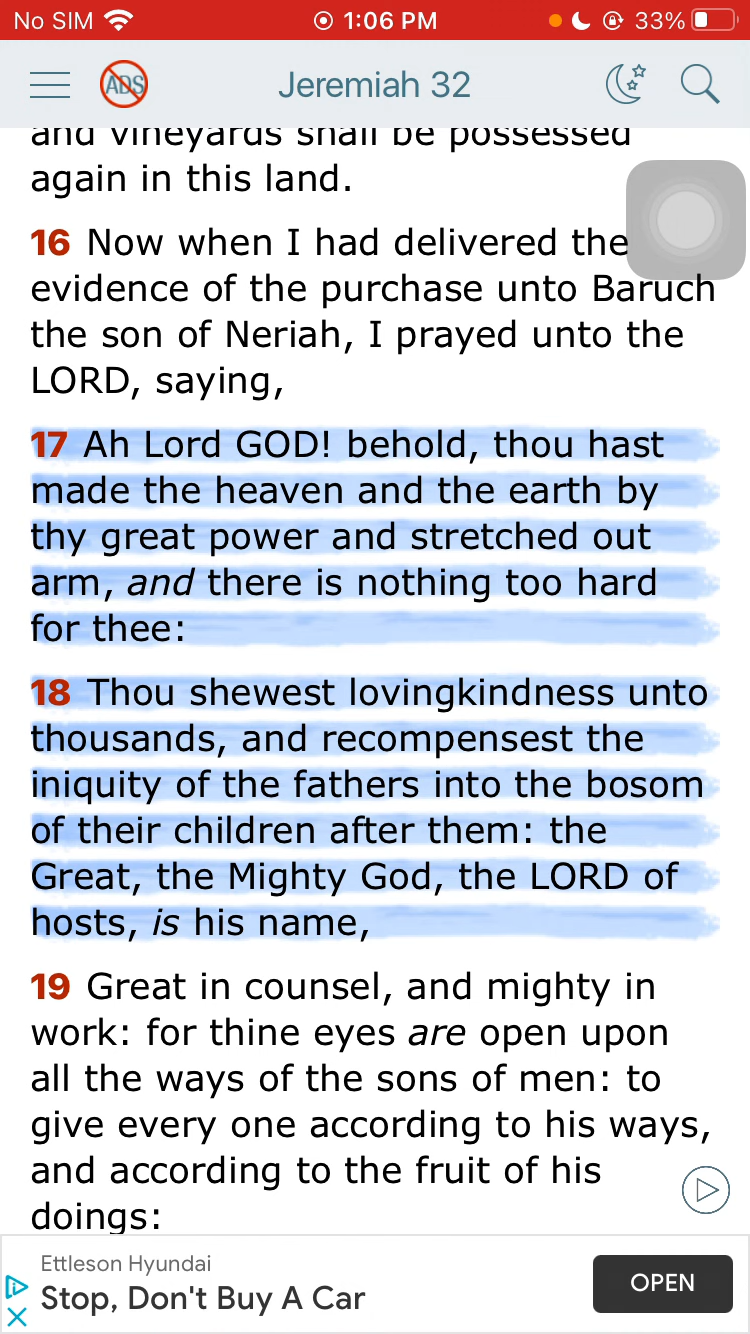 No SIM 1:06 PM 33%
ADS Jeremiah 32
and vineyards shall be possessed
again in this land.
16 Now when I had delivered the
evidence of the purchase unto Baruch
the son of Neriah, I prayed unto the
LORD, saying,
17 Ah Lord GOD! behold, thou hast
made the heaven and the earth by
thy great power and stretched out
arm, and there is nothing too hard
for thee:
18 Thou shewest lovingkindness unto
thousands, and recompensest the
iniquity of the fathers into the bosom
of their children after them: the
Great, the Mighty God, the LORD of
hosts, is his name,
19 Great in counsel, and mighty in
work: for thine eyes are open upon
all the ways of the sons of men: to
give every one according to his ways,
and according to the fruit of his
doings:
Ettleson Hyundai
Stop, Don't Buy A Car
OPEN